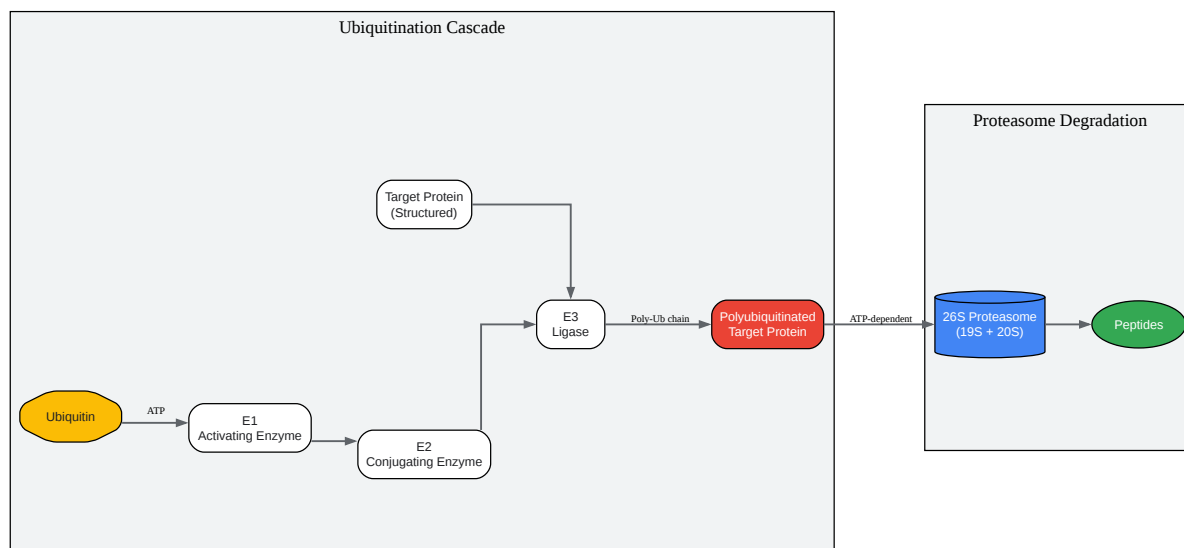 Ubiquitination Cascade
Proteasome Degradation
Target Protein
(Structured)
E3
Ligase
Poly-Ub chain
Polyubiquitinated
Target Protein
ATP-dependent
26S Proteasome
(19S + 20S)
Peptides
Ubiquitin
ATP
E1
Activating Enzyme
E2
Conjugating Enzyme